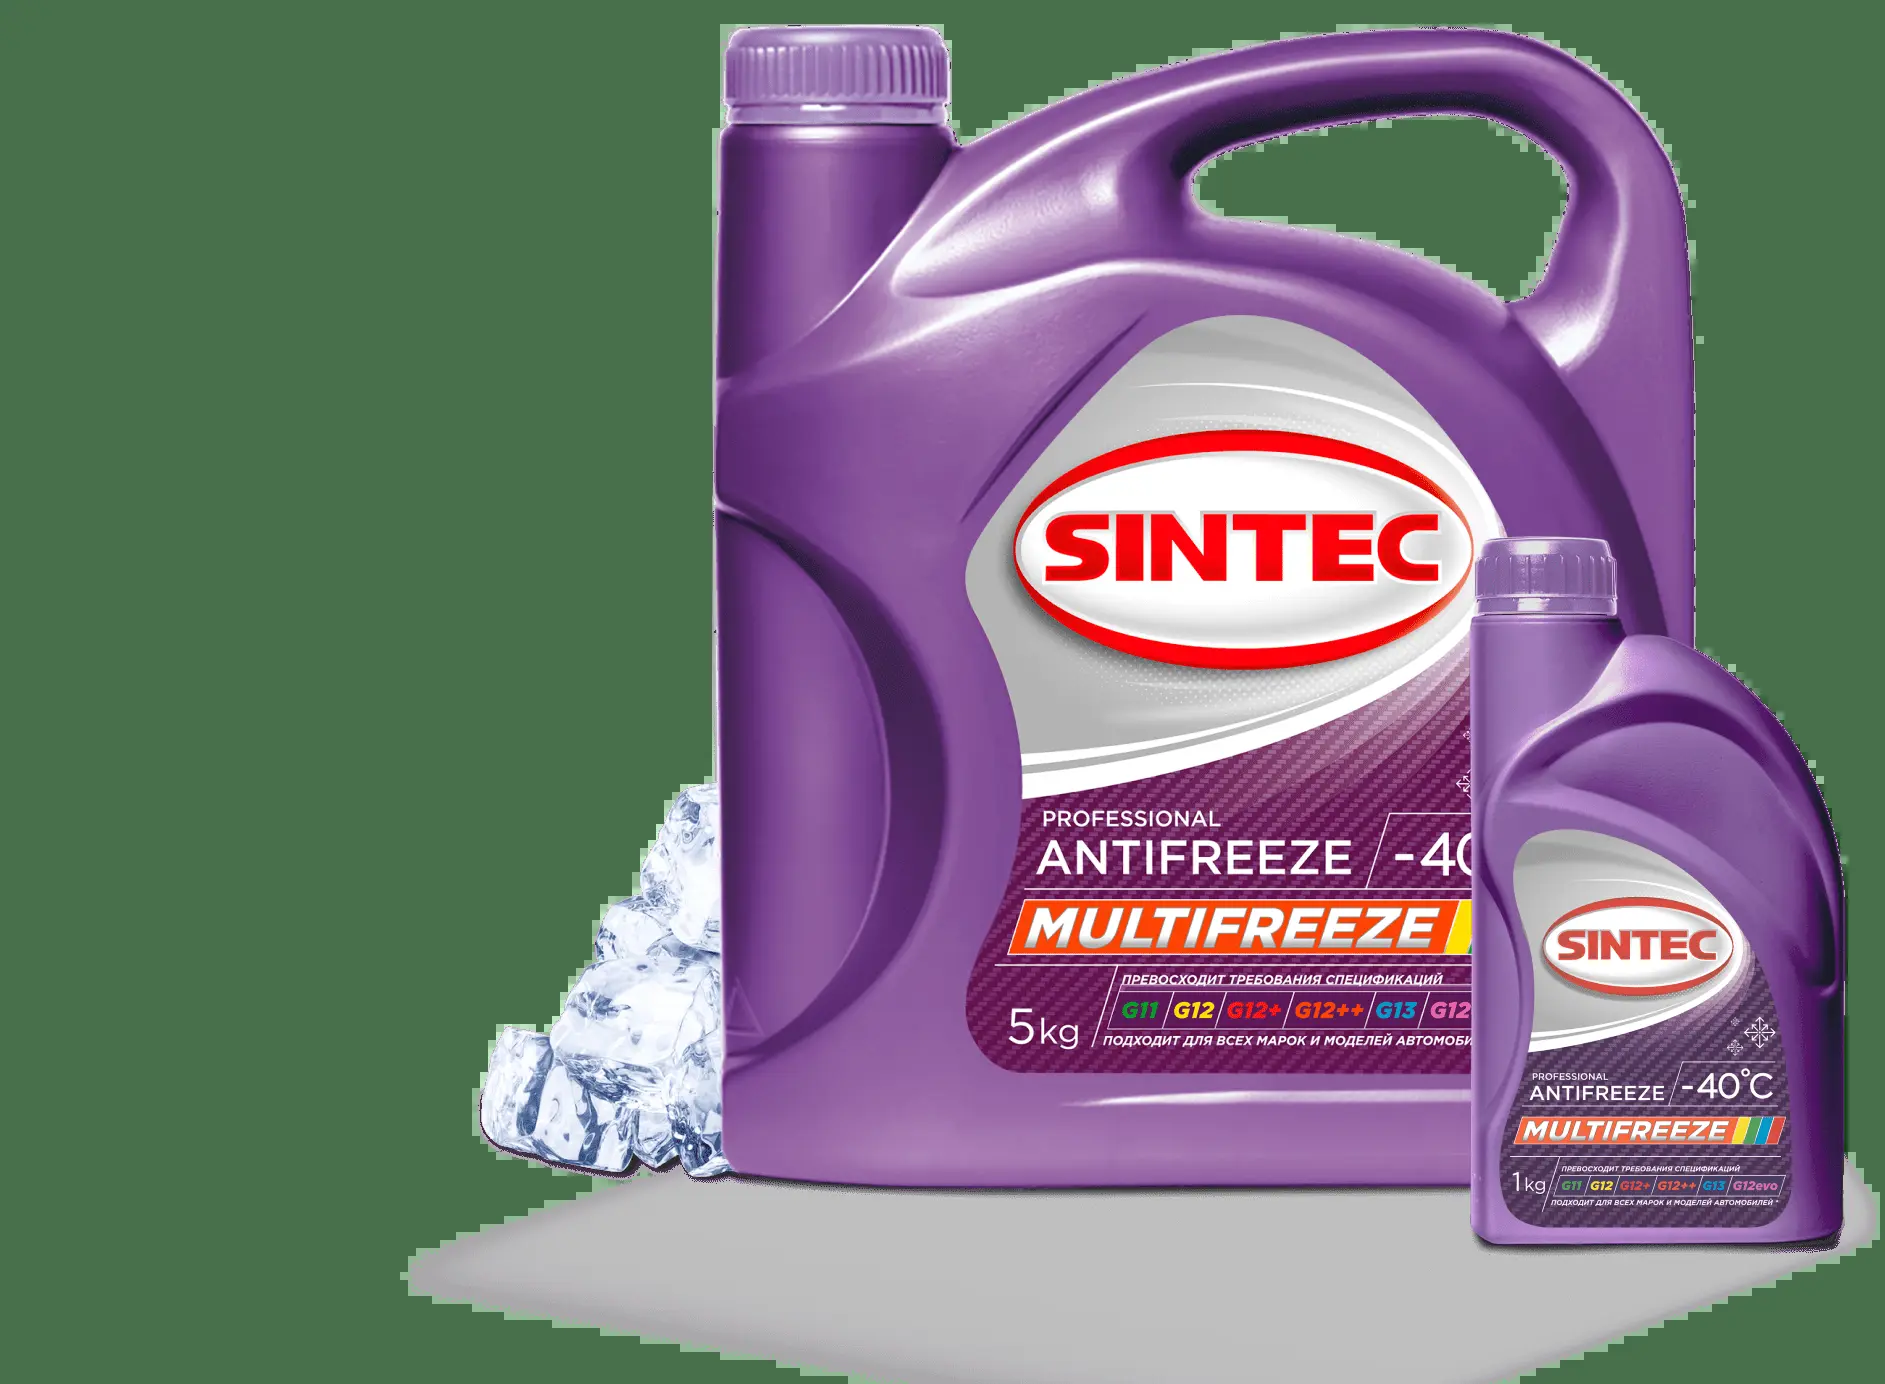 SINTEC
PROFESSIONAL
ANTIFREEZE
-40
MULTIFREEZE
ПРЕВОСХОДИТ ТРЕБОВАНИЯ СПЕЦИФИКАЦИЙ
G11 G12 G12+ G12++ G13 G12
5kg
ПОДХОДИТ ДЛЯ ВСЕХ МАРОК И МОДЕЛЕЙ АВТОМОБИ
SINTEC
PROFESSIONAL
ANTIFREEZE -40°C
MULTIFREEZE
ПРЕВОСХОДИТ ТРЕБОВАНИЯ СПЕЦИФИКАЦИЙ
1kg G11 G12 G12+ G12++ G13 G12evo
ПОДХОДИТ ДЛЯ ВСЕХ МАРОК И МОДЕЛЕЙ АВТОМОБИЛЕЙ*